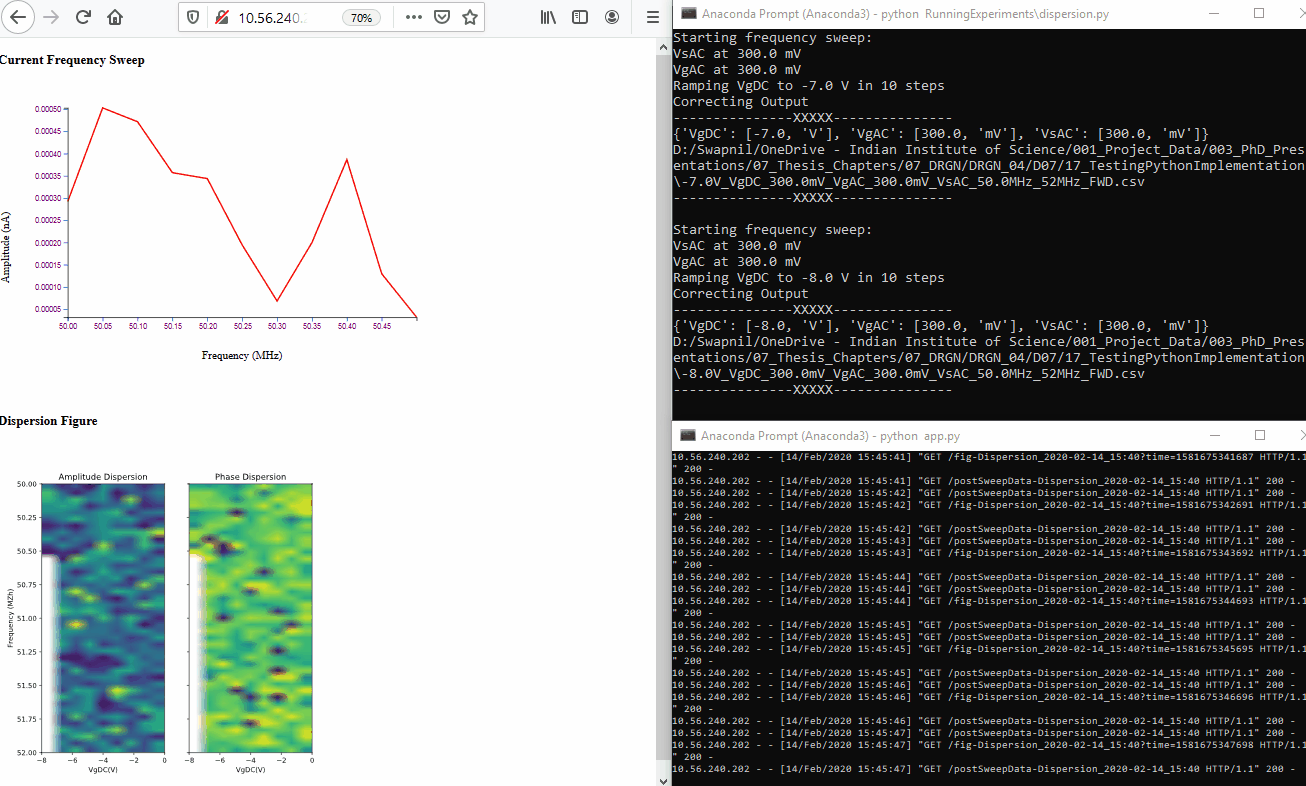 10.56.240.
70%
Current Frequency Sweep
0.00050
0.00045
0.00040
0.00035
0.00030
0.00025
0.00020
0.00015
0.00010
0.00005
Amplitude (nA)
50.00 50.05 50.10 50.15 50.20 50.25 50.30 50.35 50.40 50.45
Frequency (MHz)
Dispersion Figure
Amplitude Dispersion
Phase Dispersion
50.00
50.25
50.50
50.75
51.00
51.25
51.50
51.75
52.00
Frequency (MZh)
−8 −6 −4 −2 0
VgDC(V)
−8 −6 −4 −2 0
VgDC(V)
Anaconda Prompt (Anaconda3) - python RunningExperiments\dispersion.py
Starting frequency sweep:
VsAC at 300.0 mV
VgAC at 300.0 mV
Ramping VgDC to -7.0 V in 10 steps
Correcting Output
---------------XXXXX---------------
{'VgDC': [-7.0, 'V'], 'VgAC': [300.0, 'mV'], 'VsAC': [300.0, 'mV']}
D:/Swapnil/OneDrive - Indian Institute of Science/001_Project_Data/003_PhD_Pres
entations/07_Thesis_Chapters/07_DRGN/DRGN_04/D07/17_TestingPythonImplementation
\-7.0V_VgDC_300.0mV_VgAC_300.0mV_VsAC_50.0MHz_52MHz_FWD.csv
---------------XXXXX---------------
Starting frequency sweep:
VsAC at 300.0 mV
VgAC at 300.0 mV
Ramping VgDC to -8.0 V in 10 steps
Correcting Output
---------------XXXXX---------------
{'VgDC': [-8.0, 'V'], 'VgAC': [300.0, 'mV'], 'VsAC': [300.0, 'mV']}
D:/Swapnil/OneDrive - Indian Institute of Science/001_Project_Data/003_PhD_Pres
entations/07_Thesis_Chapters/07_DRGN/DRGN_04/D07/17_TestingPythonImplementation
\-8.0V_VgDC_300.0mV_VgAC_300.0mV_VsAC_50.0MHz_52MHz_FWD.csv
---------------XXXXX---------------
Anaconda Prompt (Anaconda3) - python app.py
10.56.240.202 - - [14/Feb/2020 15:45:41] "GET /fig-Dispersion_2020-02-14_15:40?time=1581675341687 HTTP/1.1
" 200 -
10.56.240.202 - - [14/Feb/2020 15:45:41] "GET /postSweepData-Dispersion_2020-02-14_15:40 HTTP/1.1" 200 -
10.56.240.202 - - [14/Feb/2020 15:45:42] "GET /postSweepData-Dispersion_2020-02-14_15:40 HTTP/1.1" 200 -
10.56.240.202 - - [14/Feb/2020 15:45:42] "GET /fig-Dispersion_2020-02-14_15:40?time=1581675342691 HTTP/1.1
" 200 -
10.56.240.202 - - [14/Feb/2020 15:45:42] "GET /postSweepData-Dispersion_2020-02-14_15:40 HTTP/1.1" 200 -
10.56.240.202 - - [14/Feb/2020 15:45:43] "GET /postSweepData-Dispersion_2020-02-14_15:40 HTTP/1.1" 200 -
10.56.240.202 - - [14/Feb/2020 15:45:43] "GET /fig-Dispersion_2020-02-14_15:40?time=1581675343692 HTTP/1.1
" 200 -
10.56.240.202 - - [14/Feb/2020 15:45:44] "GET /postSweepData-Dispersion_2020-02-14_15:40 HTTP/1.1" 200 -
10.56.240.202 - - [14/Feb/2020 15:45:44] "GET /postSweepData-Dispersion_2020-02-14_15:40 HTTP/1.1" 200 -
10.56.240.202 - - [14/Feb/2020 15:45:44] "GET /fig-Dispersion_2020-02-14_15:40?time=1581675344693 HTTP/1.1
" 200 -
10.56.240.202 - - [14/Feb/2020 15:45:45] "GET /postSweepData-Dispersion_2020-02-14_15:40 HTTP/1.1" 200 -
10.56.240.202 - - [14/Feb/2020 15:45:45] "GET /postSweepData-Dispersion_2020-02-14_15:40 HTTP/1.1" 200 -
10.56.240.202 - - [14/Feb/2020 15:45:45] "GET /fig-Dispersion_2020-02-14_15:40?time=1581675345695 HTTP/1.1
" 200 -
10.56.240.202 - - [14/Feb/2020 15:45:45] "GET /postSweepData-Dispersion_2020-02-14_15:40 HTTP/1.1" 200 -
10.56.240.202 - - [14/Feb/2020 15:45:46] "GET /postSweepData-Dispersion_2020-02-14_15:40 HTTP/1.1" 200 -
10.56.240.202 - - [14/Feb/2020 15:45:46] "GET /fig-Dispersion_2020-02-14_15:40?time=1581675346696 HTTP/1.1
" 200 -
10.56.240.202 - - [14/Feb/2020 15:45:46] "GET /postSweepData-Dispersion_2020-02-14_15:40 HTTP/1.1" 200 -
10.56.240.202 - - [14/Feb/2020 15:45:47] "GET /postSweepData-Dispersion_2020-02-14_15:40 HTTP/1.1" 200 -
10.56.240.202 - - [14/Feb/2020 15:45:47] "GET /fig-Dispersion_2020-02-14_15:40?time=1581675347698 HTTP/1.1
" 200 -
10.56.240.202 - - [14/Feb/2020 15:45:47] "GET /postSweepData-Dispersion_2020-02-14_15:40 HTTP/1.1" 200 -